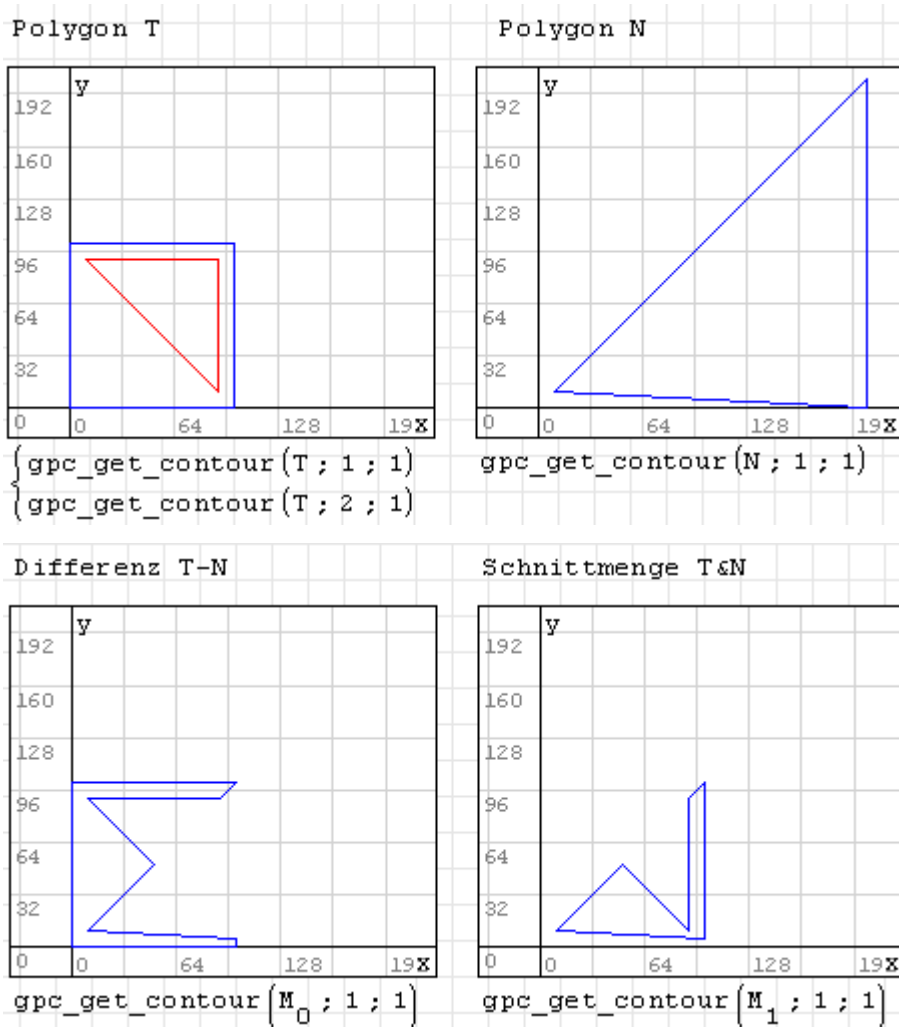 Polygon T
Polygon N
y
192
160
128
96
64
32
0
0 64 128 19x
y
192
160
128
96
64
32
0
0 64 128 19x
gpc_get_contour(T ; 1 ; 1)
gpc_get_contour(T ; 2 ; 1)
gpc_get_contour(N ; 1 ; 1)
Differenz T-N
Schnittmenge T&N
y
192
160
128
96
64
32
0
0 64 128 19x
y
192
160
128
96
64
32
0
0 64 128 19x
gpc_get_contour(M_0 ; 1 ; 1)
gpc_get_contour(M_1 ; 1 ; 1)